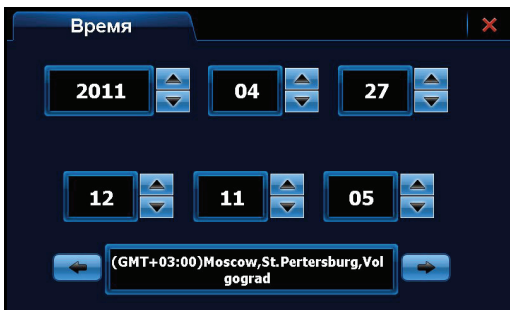 Время
2011 04 27
12 11 05
(GMT+03:00)Moscow,St.Pertersburg,Vol
gograd